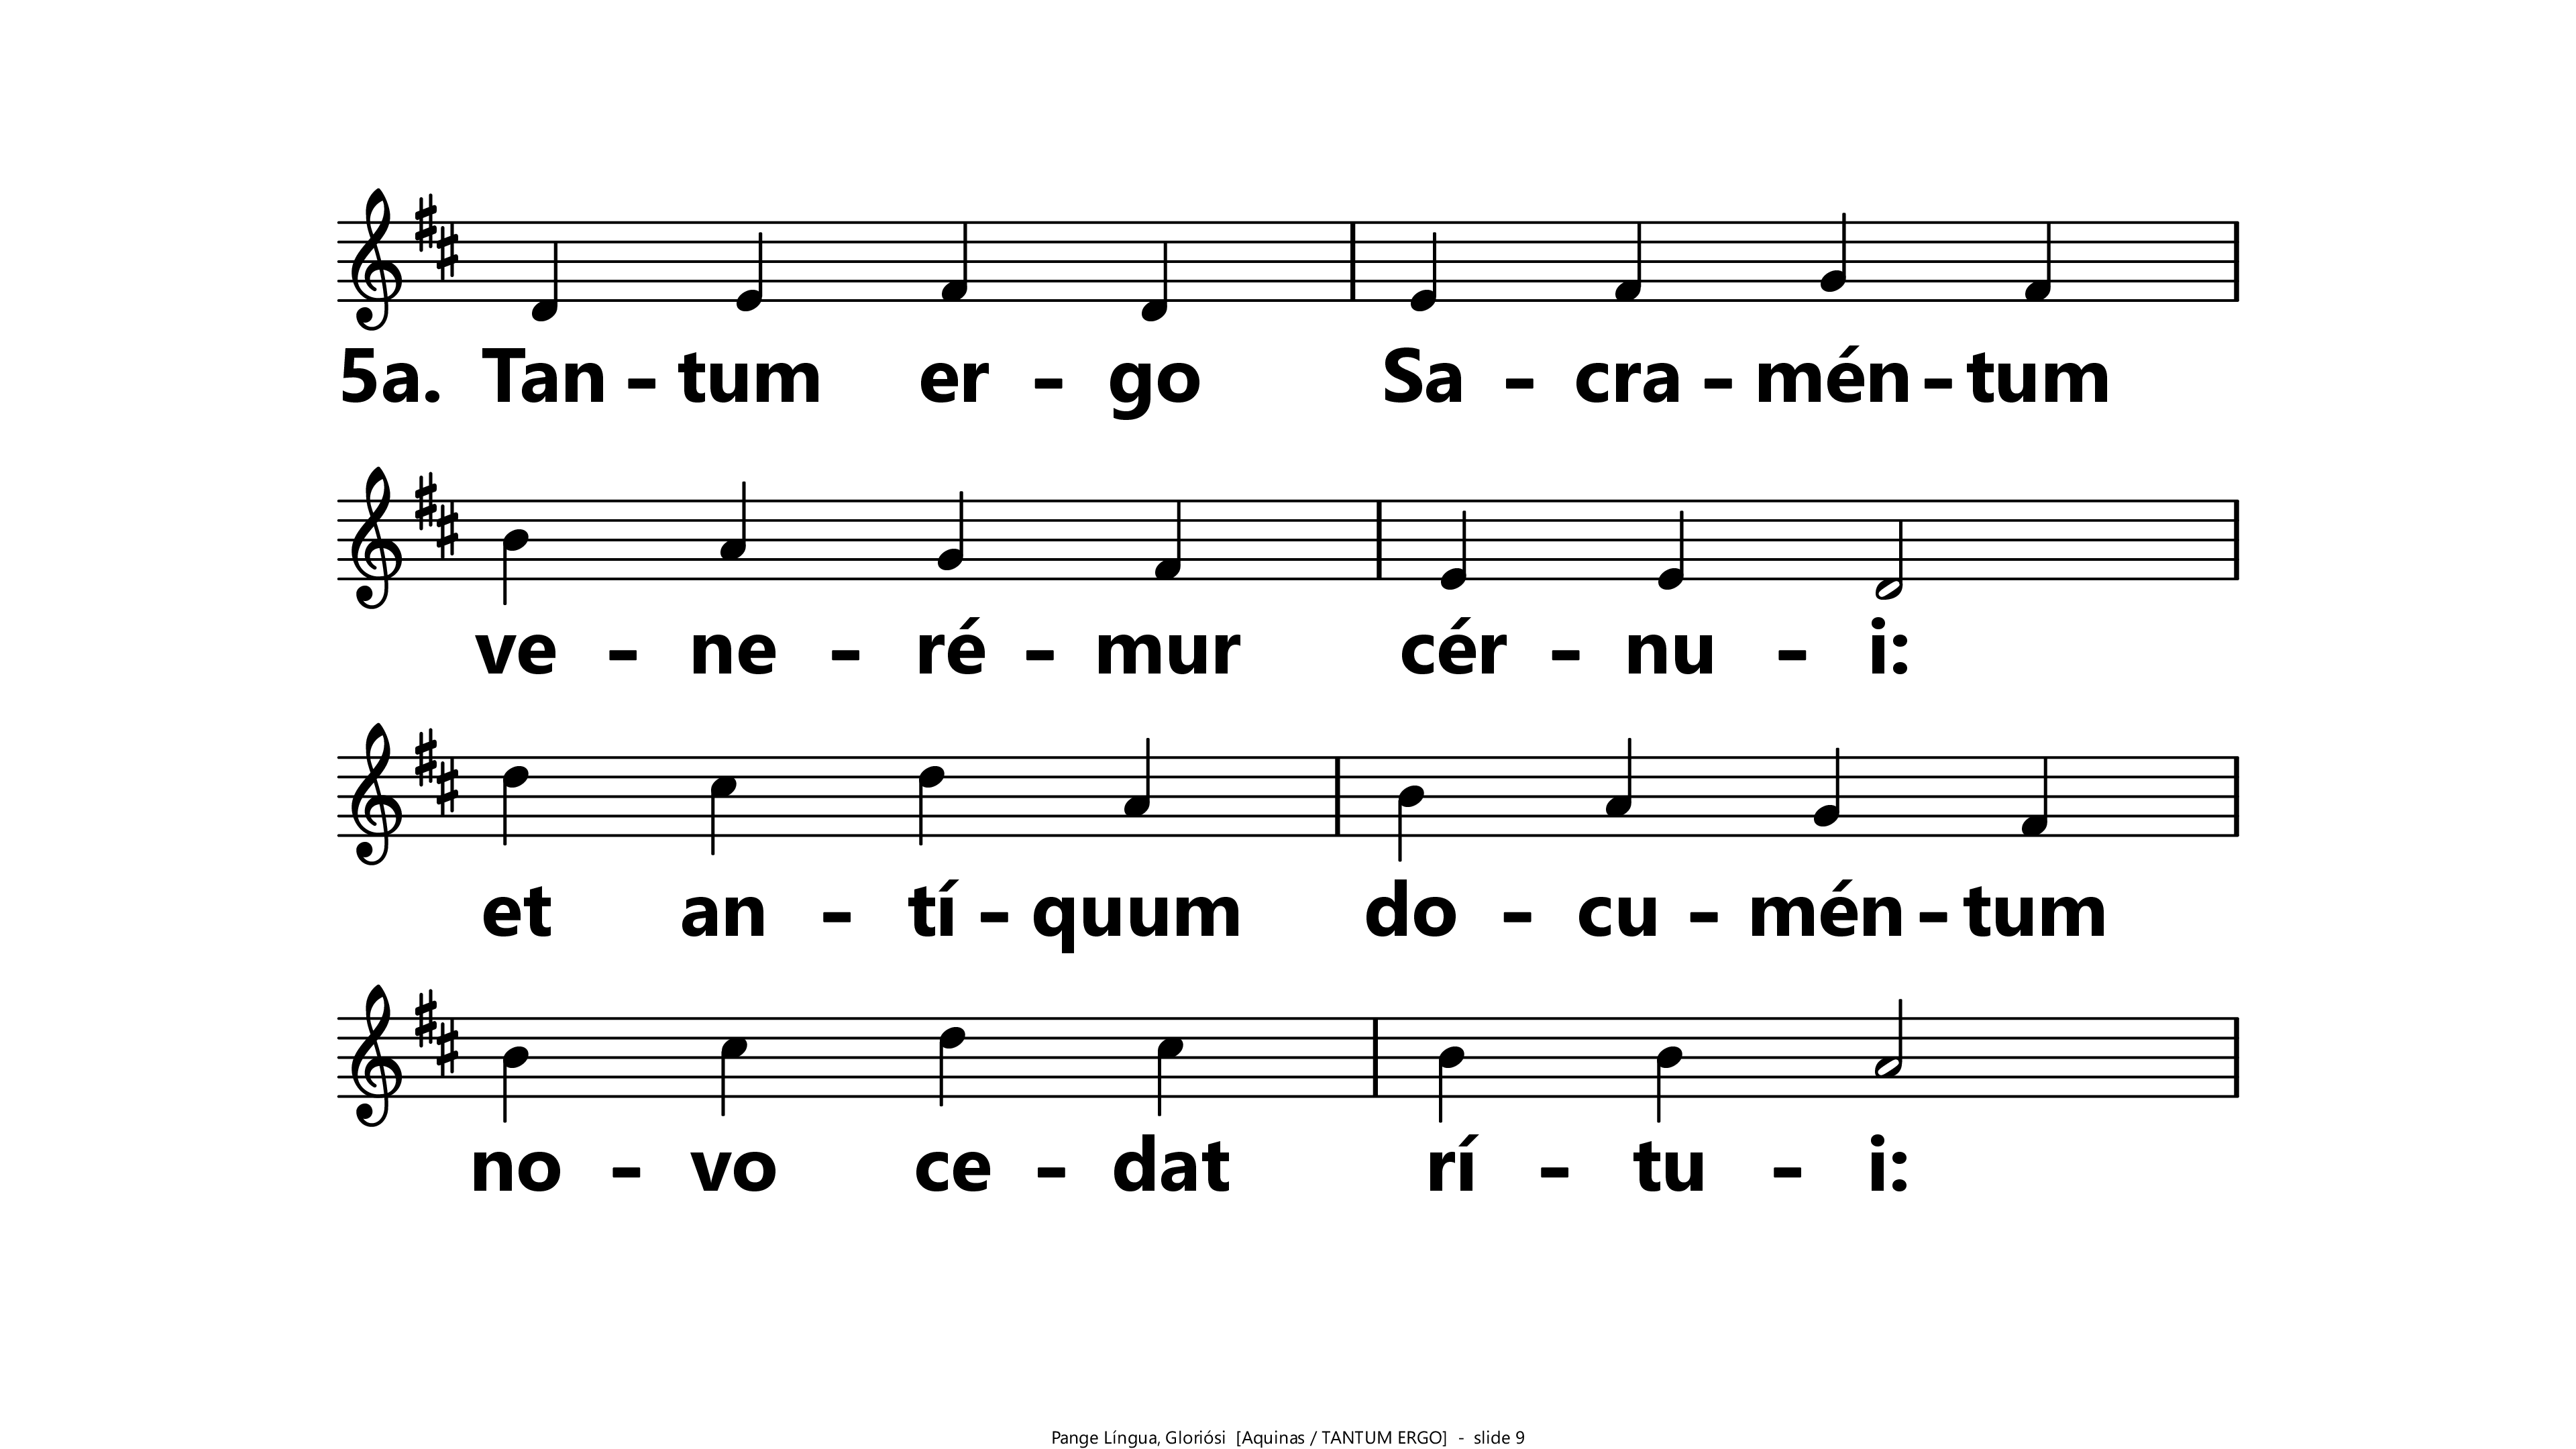 5a. Tan - tum er - go Sa - cra - mén - tum
ve - ne - ré - mur cér - nu - i:
et an - tí - quum do - cu - mén - tum
no - vo ce - dat rí - tu - i:
Pange Língua, Gloriósi [Aquinas / TANTUM ERGO] - slide 9